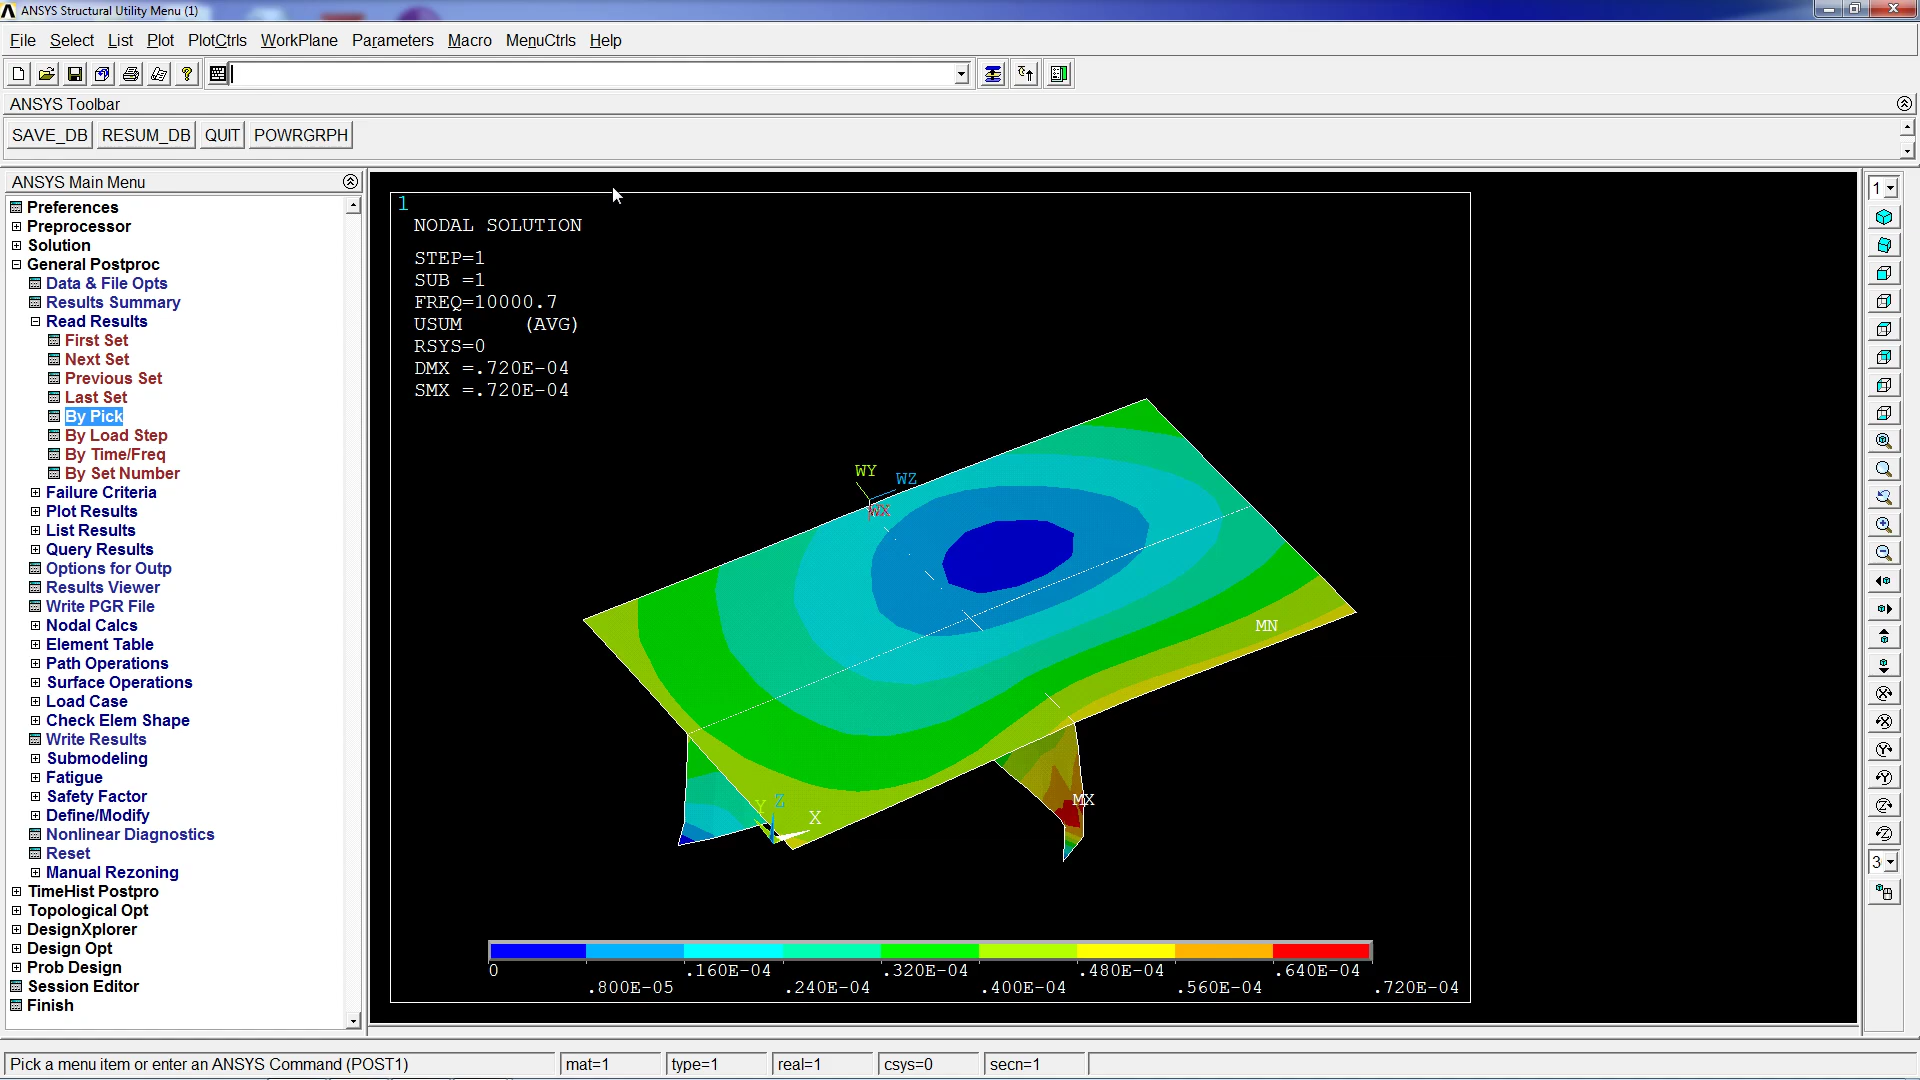 ANSYS Structural Utility Menu (1)
File Select List Plot PlotCtrls WorkPlane Parameters Macro MenuCtrls Help
ANSYS Toolbar
SAVE_DB RESUM_DB QUIT POWRGRPH
ANSYS Main Menu
Preferences
Preprocessor
Solution
General Postproc
Data & File Opts
Results Summary
Read Results
First Set
Next Set
Previous Set
Last Set
By Pick
By Load Step
By Time/Freq
By Set Number
Failure Criteria
Plot Results
List Results
Query Results
Options for Outp
Results Viewer
Write PGR File
Nodal Calcs
Element Table
Path Operations
Surface Operations
Load Case
Check Elem Shape
Write Results
Submodeling
Fatigue
Safety Factor
Define/Modify
Nonlinear Diagnostics
Reset
Manual Rezoning
TimeHist Postpro
Topological Opt
DesignXplorer
Design Opt
Prob Design
Session Editor
Finish
1
NODAL SOLUTION
STEP=1
SUB =1
FREQ=10000.7
USUM (AVG)
RSYS=0
DMX =.720E-04
SMX =.720E-04
WY
WZ
WX
MN
MX
Y Z
X
0 .160E-04 .320E-04 .480E-04 .640E-04
.800E-05 .240E-04 .400E-04 .560E-04 .720E-04
1
3
Pick a menu item or enter an ANSYS Command (POST1) mat=1 type=1 real=1 csys=0 secn=1